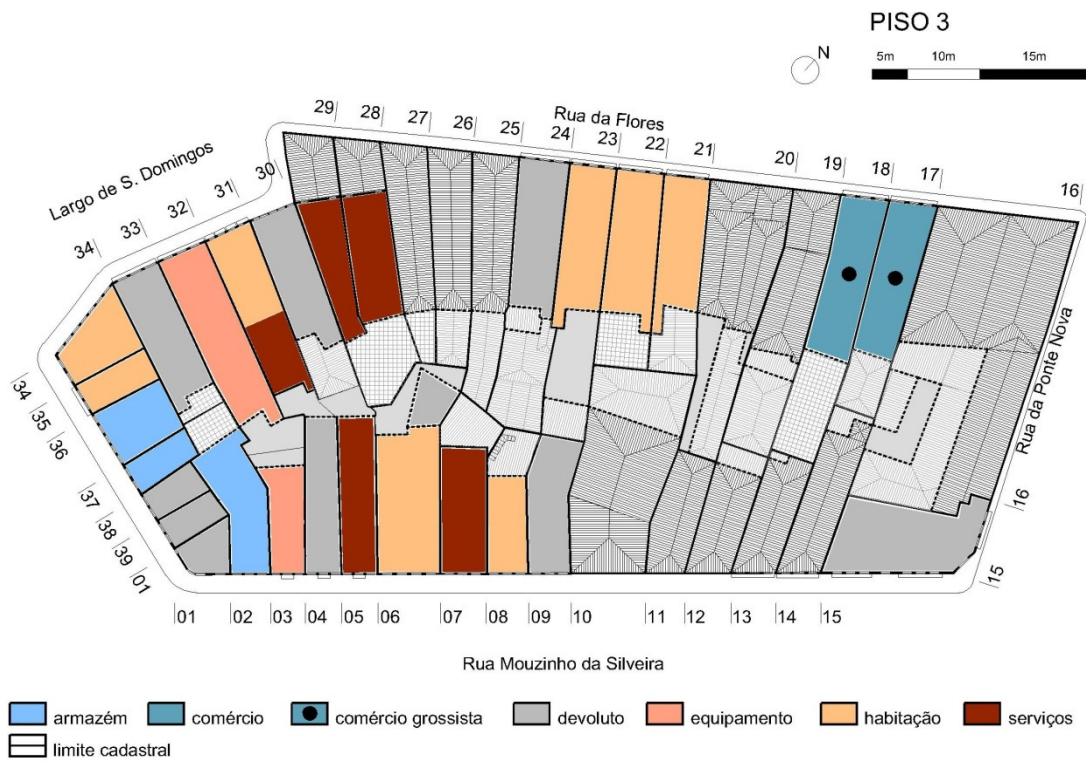 PISO 3
N
5m 10m 15m
Rua da Flores
29 28 27 26 25 24 23 22 21 20 19 18 17 16
Largo de S. Domingos
34 33 32 31 30
Rua da Ponte Nova
34 35 36 37 38 39 01
16
15
01 02 03 04 05 06 07 08 09 10 11 12 13 14 15
Rua Mouzinho da Silveira
armazém comércio comércio grossista devoluto equipamento habitação serviços
limite cadastral